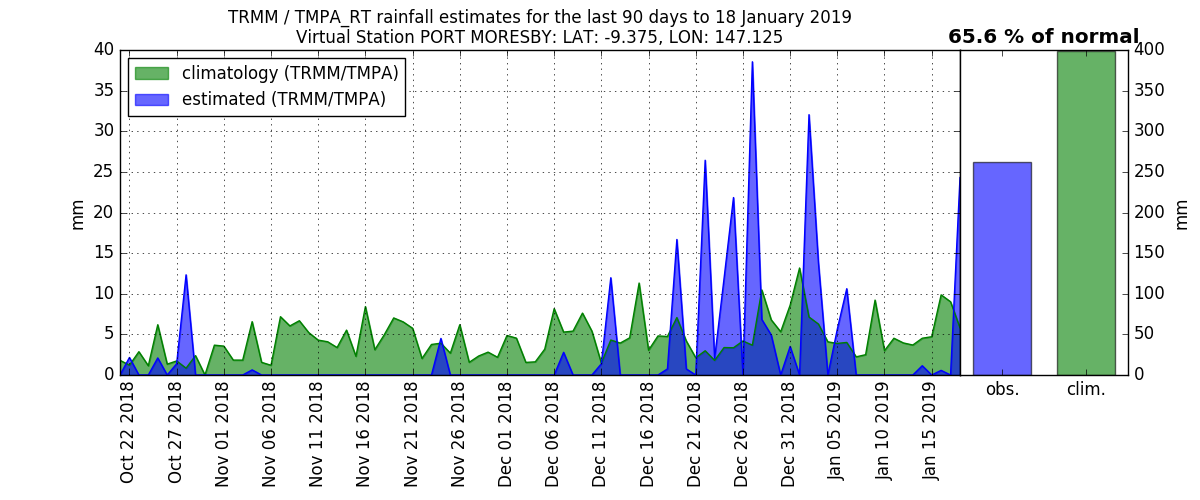 TRMM / TMPA_RT rainfall estimates for the last 90 days to 18 January 2019
Virtual Station PORT MORESBY: LAT: -9.375, LON: 147.125
65.6 % of normal
climatology (TRMM/TMPA)
estimated (TRMM/TMPA)
40
35
30
25
20
15
10
5
0
mm
Oct 22 2018
Oct 27 2018
Nov 01 2018
Nov 06 2018
Nov 11 2018
Nov 16 2018
Nov 21 2018
Nov 26 2018
Dec 01 2018
Dec 06 2018
Dec 11 2018
Dec 16 2018
Dec 21 2018
Dec 26 2018
Dec 31 2018
Jan 05 2019
Jan 10 2019
Jan 15 2019
obs.
clim.
400
350
300
250
200
150
100
50
0
mm